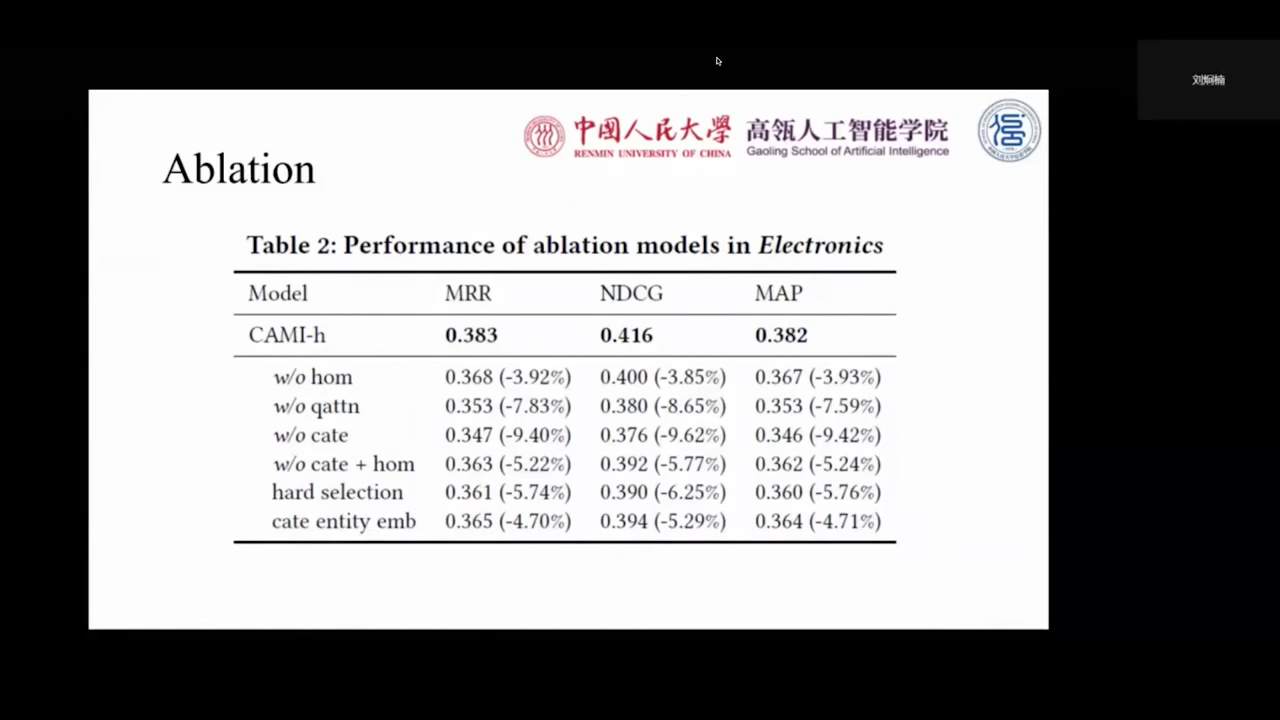 中國人民大學
RENMIN UNIVERSITY OF CHINA
高瓴人工智能学院
Gaoling School of Artificial Intelligence
刘炯楠
Ablation
Table 2: Performance of ablation models in Electronics
Model MRR NDCG MAP
CAMI-h 0.383 0.416 0.382
w/o hom 0.368 (-3.92%) 0.400 (-3.85%) 0.367 (-3.93%)
w/o qattn 0.353 (-7.83%) 0.380 (-8.65%) 0.353 (-7.59%)
w/o cate 0.347 (-9.40%) 0.376 (-9.62%) 0.346 (-9.42%)
w/o cate + hom 0.363 (-5.22%) 0.392 (-5.77%) 0.362 (-5.24%)
hard selection 0.361 (-5.74%) 0.390 (-6.25%) 0.360 (-5.76%)
cate entity emb 0.365 (-4.70%) 0.394 (-5.29%) 0.364 (-4.71%)